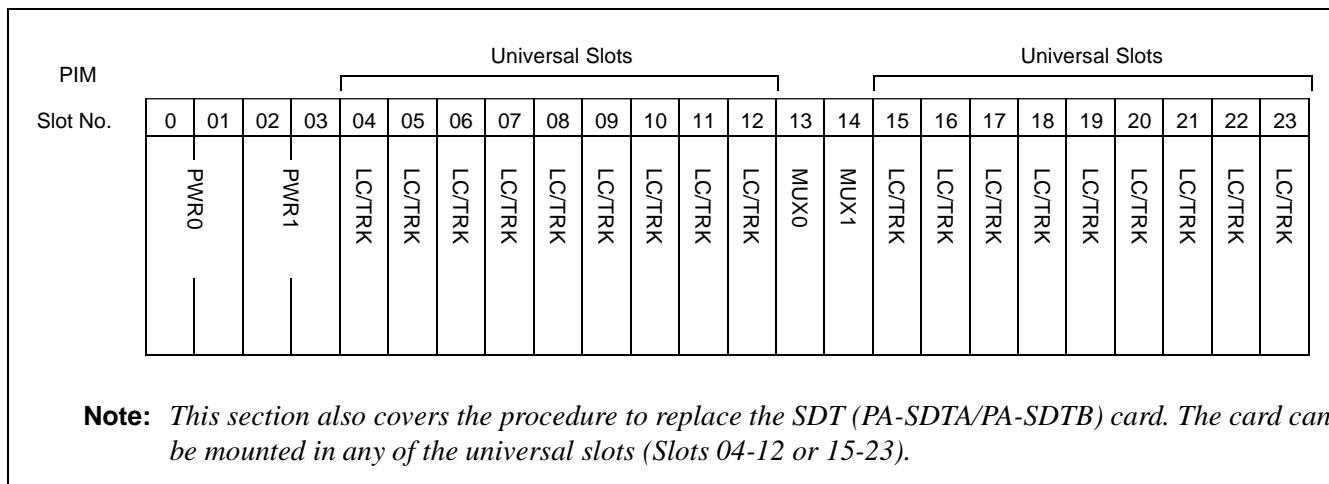 Universal Slots Universal Slots
PIM
Slot No. 0 01 02 03 04 05 06 07 08 09 10 11 12 13 14 15 16 17 18 19 20 21 22 23
PWR0 PWR1 LC/TRK LC/TRK LC/TRK LC/TRK LC/TRK LC/TRK LC/TRK LC/TRK LC/TRK MUX0 MUX1 LC/TRK LC/TRK LC/TRK LC/TRK LC/TRK LC/TRK LC/TRK LC/TRK LC/TRK
Note: This section also covers the procedure to replace the SDT (PA-SDTA/PA-SDTB) card. The card can
be mounted in any of the universal slots (Slots 04-12 or 15-23).